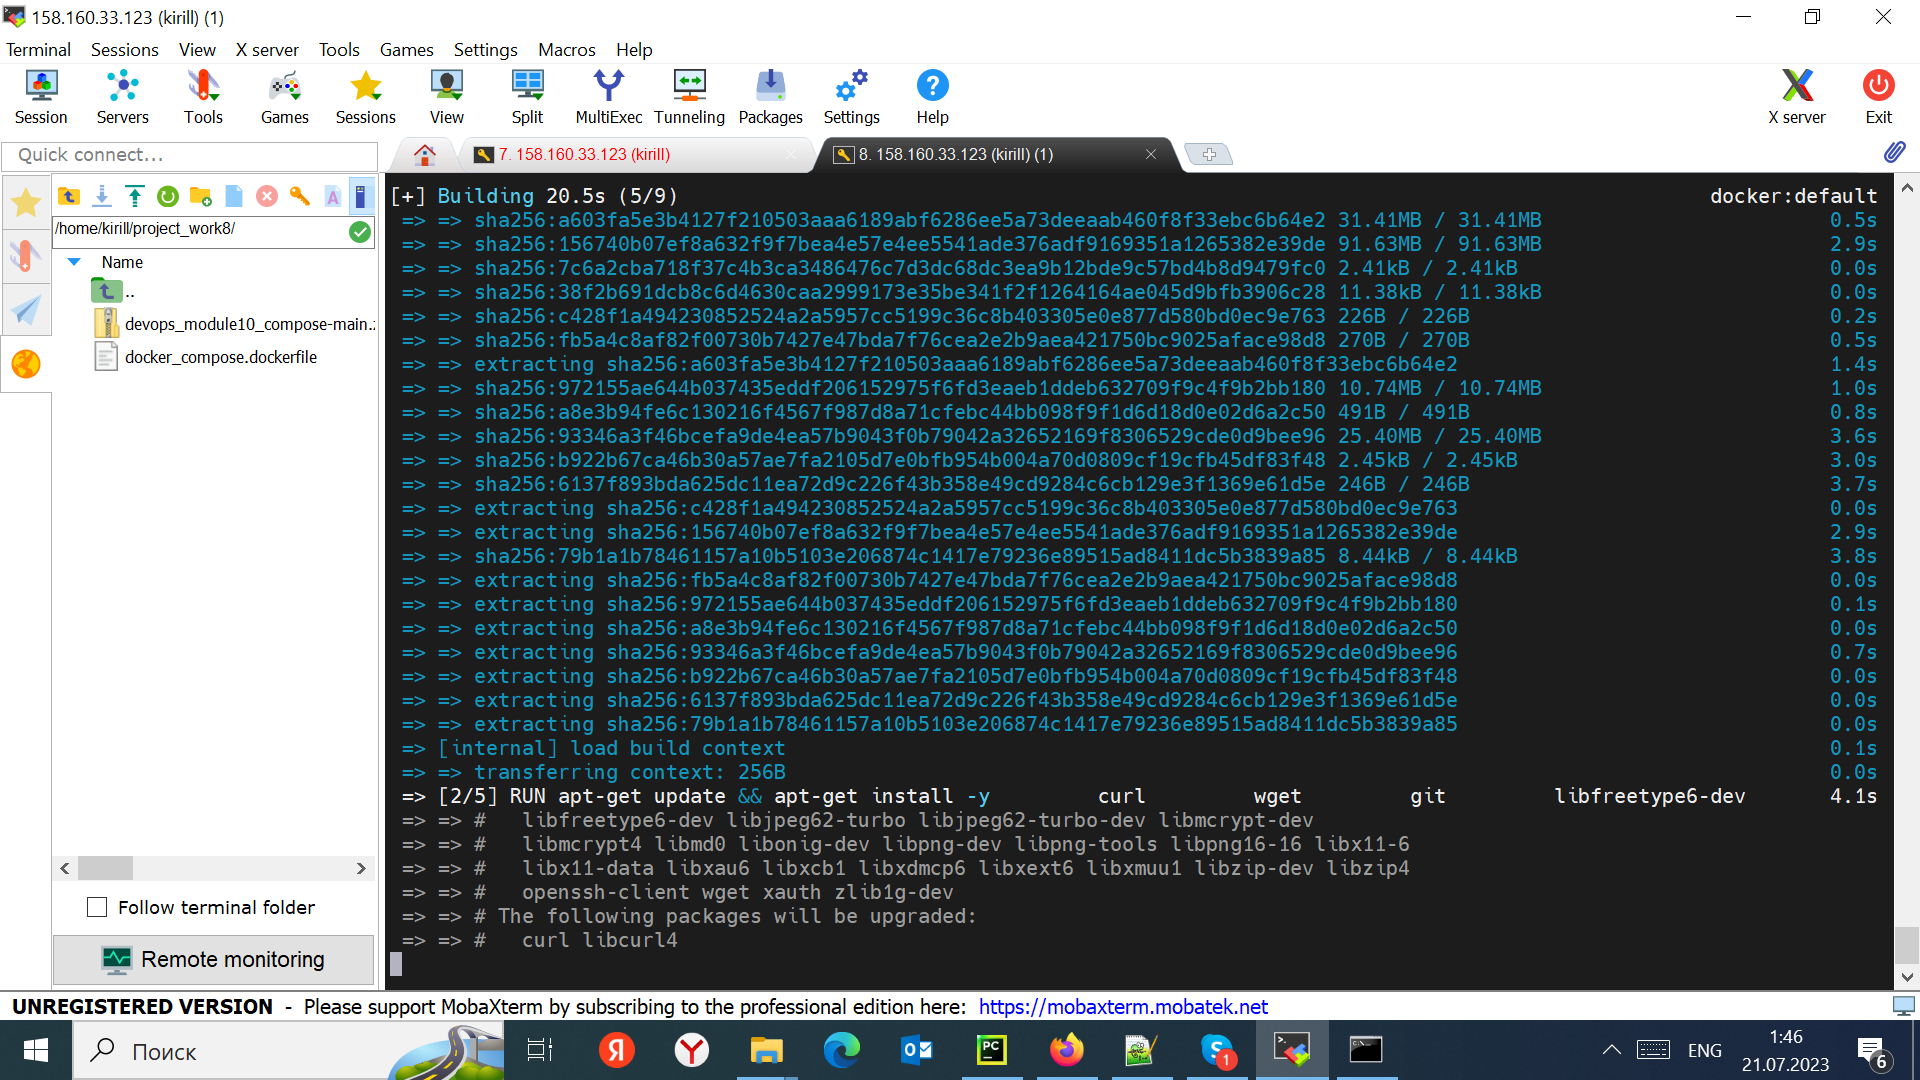 158.160.33.123 (kirill) (1)
Terminal Sessions View X server Tools Games Settings Macros Help
Session Servers Tools Games Sessions View Split MultiExec Tunneling Packages Settings Help X server Exit
Quick connect...
7. 158.160.33.123 (kirill)
8. 158.160.33.123 (kirill) (1)
/home/kirill/project_work8/
Name
..
devops_module10_compose-main.
docker_compose.dockerfile
Follow terminal folder
Remote monitoring
[+] Building 20.5s (5/9) docker:default
=> => sha256:a603fa5e3b4127f210503aaa6189abf6286ee5a73deeaab460f8f33ebc6b64e2 31.41MB / 31.41MB 0.5s
=> => sha256:156740b07ef8a632f9f7bea4e57e4ee5541ade376adf9169351a1265382e39de 91.63MB / 91.63MB 2.9s
=> => sha256:7c6a2cba718f37c4b3ca3486476c7d3dc68dc3ea9b12bde9c57bd4b8d9479fc0 2.41kB / 2.41kB 0.0s
=> => sha256:38f2b691dcb8c6d4630caa2999173e35be341f2f1264164ae045d9bfb3906c28 11.38kB / 11.38kB 0.0s
=> => sha256:c428f1a494230852524a2a5957cc5199c36c8b403305e0e877d580bd0ec9e763 226B / 226B 0.2s
=> => sha256:fb5a4c8af82f00730b7427e47bda7f76cea2e2b9aea421750bc9025aface98d8 270B / 270B 0.5s
=> => extracting sha256:a603fa5e3b4127f210503aaa6189abf6286ee5a73deeaab460f8f33ebc6b64e2 1.4s
=> => sha256:972155ae644b037435eddf206152975f6fd3eaeb1ddeb632709f9c4f9b2bb180 10.74MB / 10.74MB 1.0s
=> => sha256:a8e3b94fe6c130216f4567f987d8a71cfebc44bb098f9f1d6d18d0e02d6a2c50 491B / 491B 0.8s
=> => sha256:93346a3f46bcefa9de4ea57b9043f0b79042a32652169f8306529cde0d9bee96 25.40MB / 25.40MB 3.6s
=> => sha256:b922b67ca46b30a57ae7fa2105d7e0bfb954b004a70d0809cf19cfb45df83f48 2.45kB / 2.45kB 3.0s
=> => sha256:6137f893bda625dc11ea72d9c226f43b358e49cd9284c6cb129e3f1369e61d5e 246B / 246B 3.7s
=> => extracting sha256:c428f1a494230852524a2a5957cc5199c36c8b403305e0e877d580bd0ec9e763 0.0s
=> => extracting sha256:156740b07ef8a632f9f7bea4e57e4ee5541ade376adf9169351a1265382e39de 2.9s
=> => sha256:79b1a1b78461157a10b5103e206874c1417e79236e89515ad8411dc5b3839a85 8.44kB / 8.44kB 3.8s
=> => extracting sha256:fb5a4c8af82f00730b7427e47bda7f76cea2e2b9aea421750bc9025aface98d8 0.0s
=> => extracting sha256:972155ae644b037435eddf206152975f6fd3eaeb1ddeb632709f9c4f9b2bb180 0.1s
=> => extracting sha256:a8e3b94fe6c130216f4567f987d8a71cfebc44bb098f9f1d6d18d0e02d6a2c50 0.0s
=> => extracting sha256:93346a3f46bcefa9de4ea57b9043f0b79042a32652169f8306529cde0d9bee96 0.7s
=> => extracting sha256:b922b67ca46b30a57ae7fa2105d7e0bfb954b004a70d0809cf19cfb45df83f48 0.0s
=> => extracting sha256:6137f893bda625dc11ea72d9c226f43b358e49cd9284c6cb129e3f1369e61d5e 0.0s
=> => extracting sha256:79b1a1b78461157a10b5103e206874c1417e79236e89515ad8411dc5b3839a85 0.0s
=> [internal] load build context 0.1s
=> => transferring context: 256B 0.0s
=> [2/5] RUN apt-get update && apt-get install -y curl wget git libfreetype6-dev 4.1s
=> => # libfreetype6-dev libjpeg62-turbo libjpeg62-turbo-dev libmcrypt-dev
=> => # libmcrypt4 libmd0 libonig-dev libpng-dev libpng-tools libpng16-16 libx11-6
=> => # libx11-data libxau6 libxcb1 libxdmcp6 libxext6 libxmuu1 libzip-dev libzip4
=> => # openssh-client wget xauth zlib1g-dev
=> => # The following packages will be upgraded:
=> => # curl libcurl4
UNREGISTERED VERSION - Please support MobaXterm by subscribing to the professional edition here: https://mobaxterm.mobatek.net
Поиск
ENG
1:46
21.07.2023
6
1